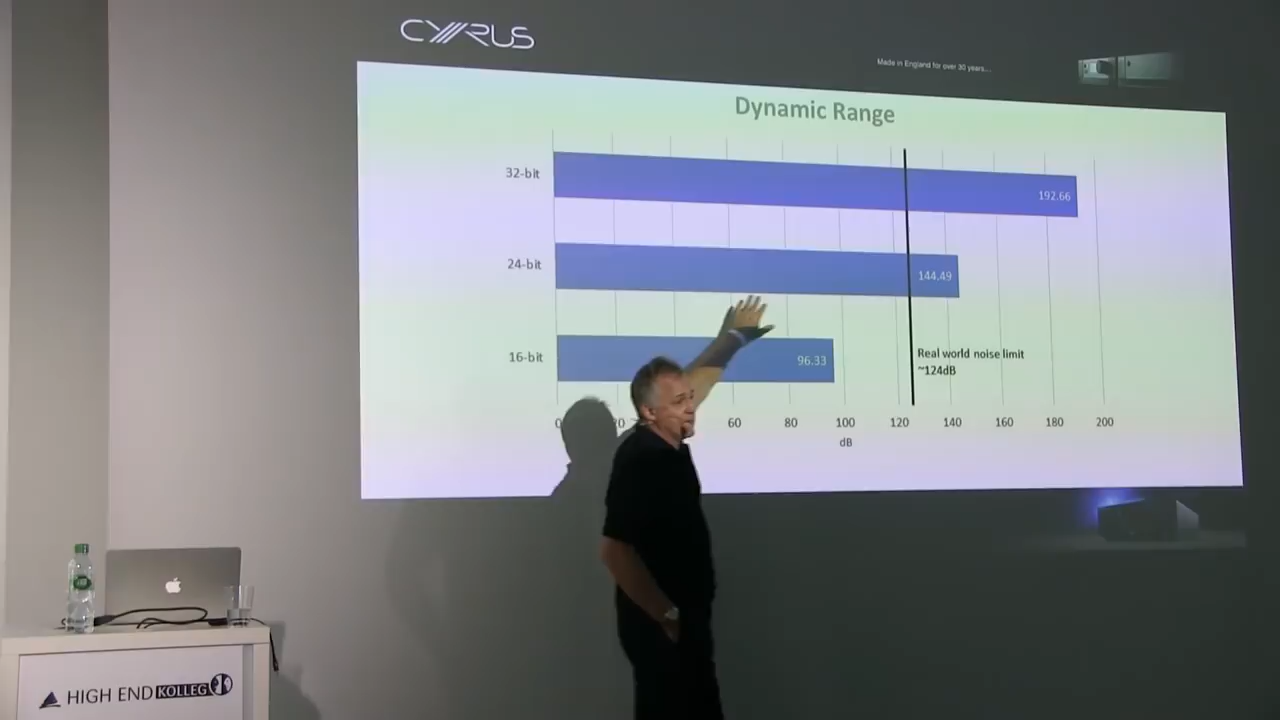 CYRUS
Made in England for over 30 years...
Dynamic Range
32-bit
192.66
24-bit
144.49
16-bit
96.33
Real world noise limit
~124dB
0 20 60 80 100 120 140 160 180 200
dB
HIGH END KOLLEG